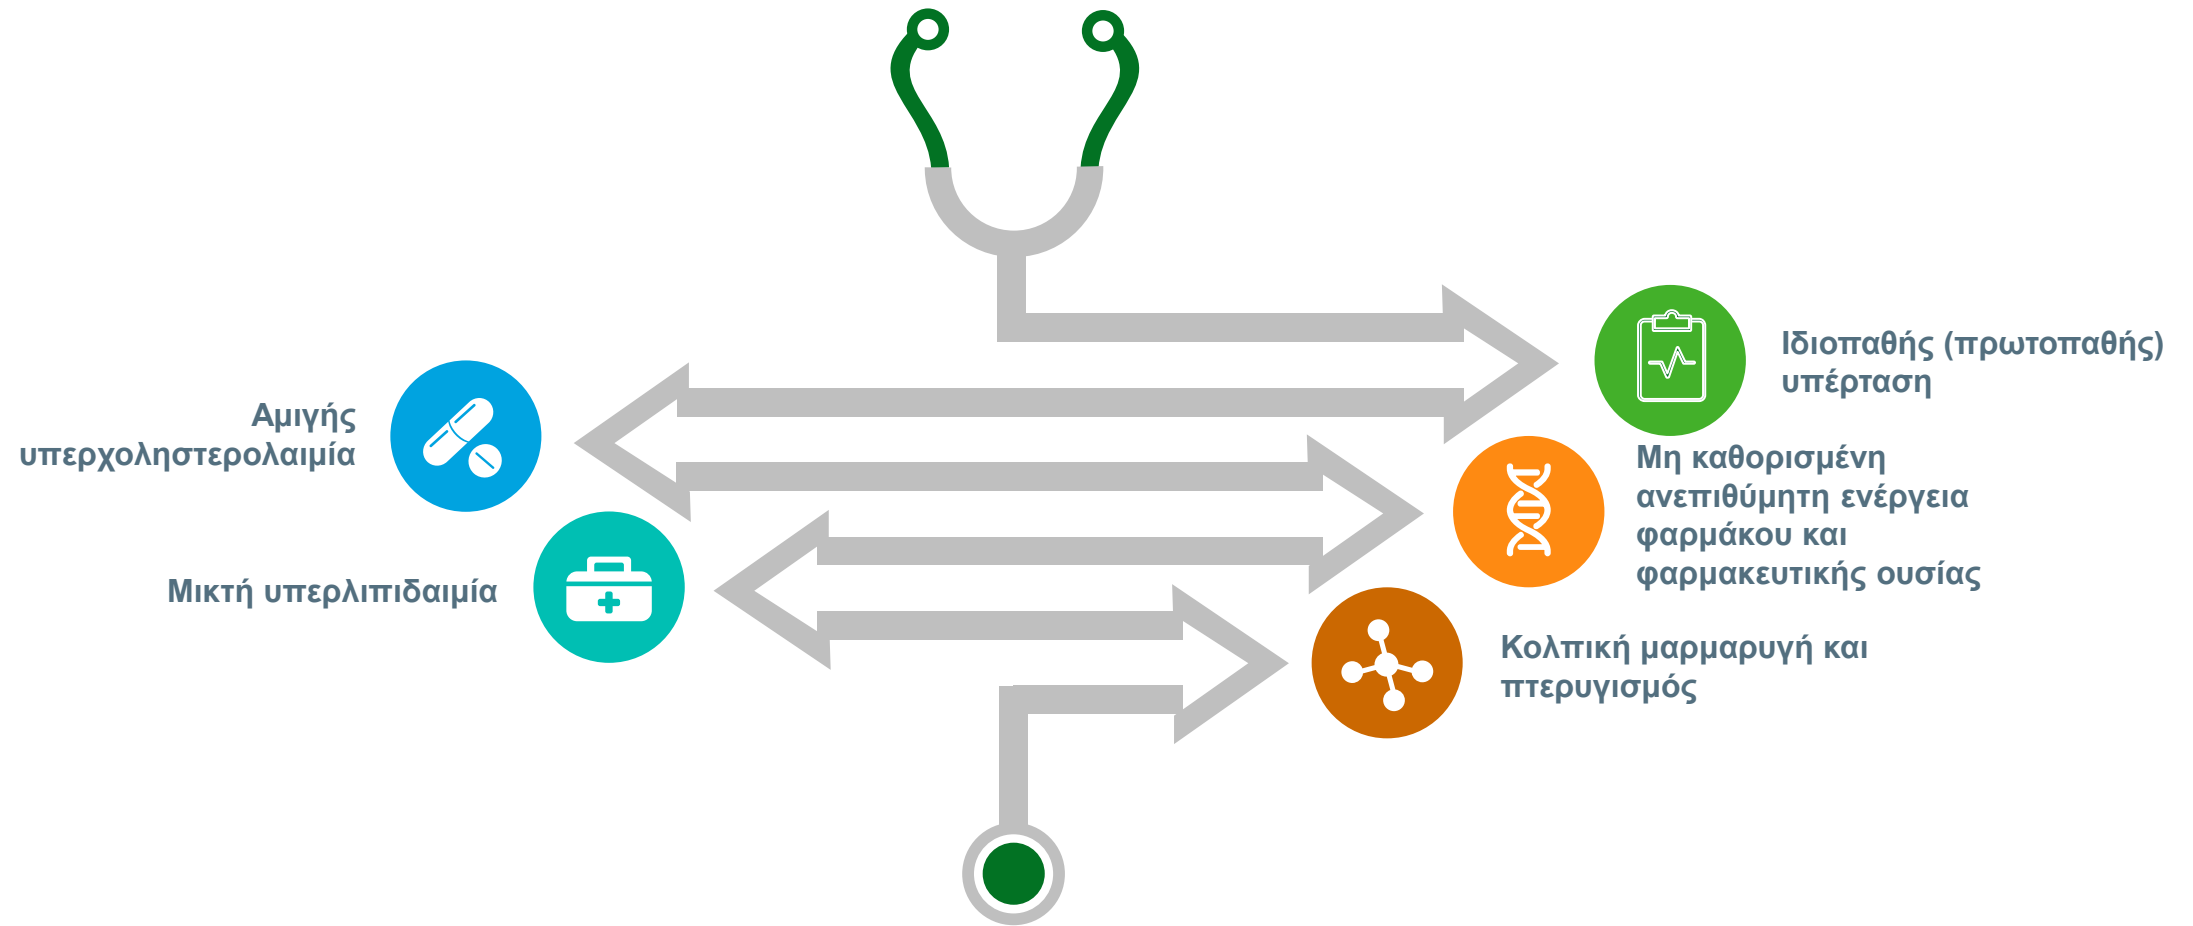 Ιδιοπαθής (πρωτοπαθής)
υπέρταση
Αμιγής
υπερχοληστερολαιμία
Μη καθορισμένη
ανεπιθύμητη ενέργεια
φαρμάκου και
φαρμακευτικής ουσίας
Μικτή υπερλιπιδαιμία
Κολπική μαρμαρυγή και
πτερυγισμός